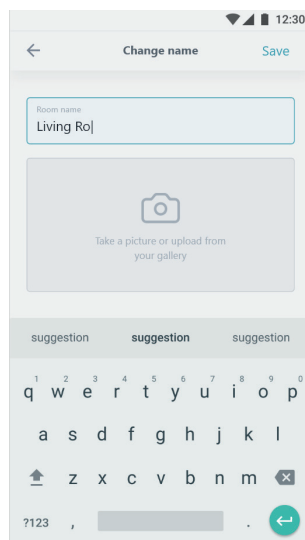 12:30
Change name
Save
Room name
Living Ro
Take a picture or upload from
your gallery
suggestion suggestion suggestion
1 2 3 4 5 6 7 8 9 0
q w e r t y u i o p
a s d f g h j k l
z x c v b n m
?123 , .